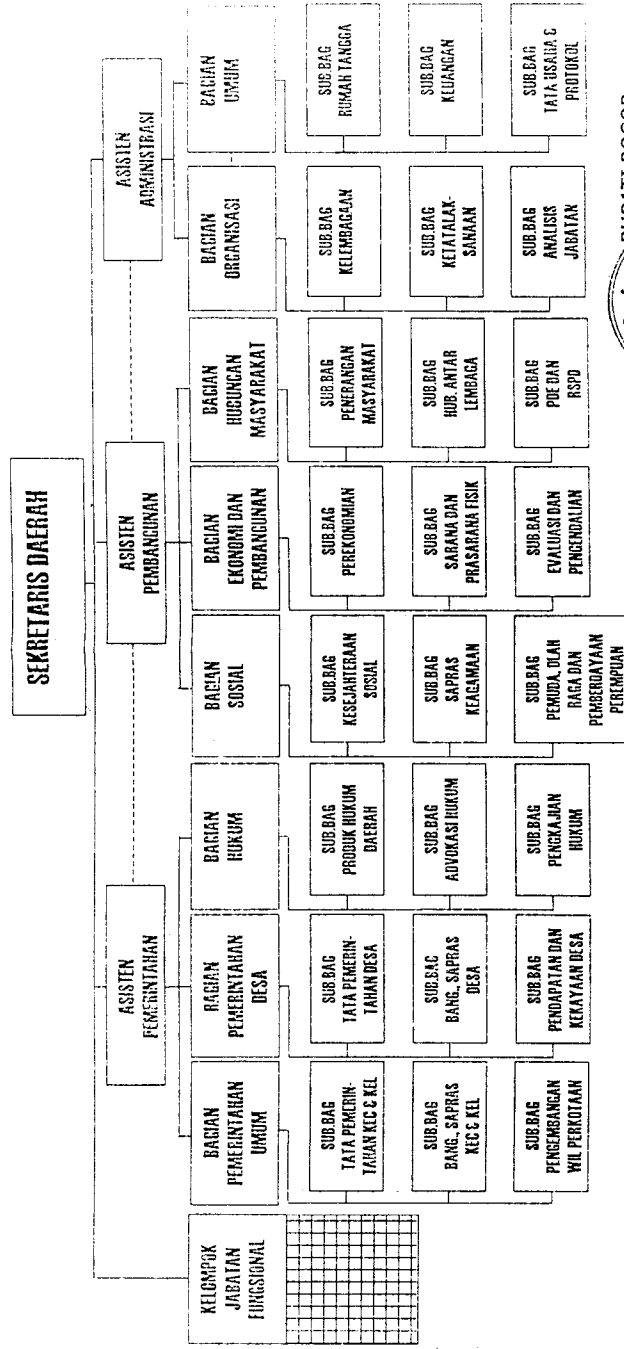 SEKRETARIS DAERAH
ASISTEN
PEMERINTAHAN
ASISTEN
PEMBANGUNAN
ASISTEN
ADMINISTRASI
KELOMPOK
JABATAN
FUNGSIONAL
BAGIAN
PEMERINTAHAN
UMUM
BAGIAN
PEMERINTAHAN
DESA
BAGIAN
HUKUM
BAGIAN
SOSIAL
BAGIAN
EKONOMI DAN
PEMBANGUNAN
BAGIAN
HUBUNGAN
MASYARAKAT
BAGIAN
ORGANISASI
BAGIAN
UMUM
SUB.BAG
TATA PEMERIN-
TAHAN KEC & KEL
SUB.BAG
TATA PEMERIN-
TAHAN DESA
SUB.BAG
PRODUK HUKUM
DAERAH
SUB.BAG
KESEJAHTERAAN
SOSIAL
SUB.BAG
PEREKONOMIAN
SUB.BAG
PENERANGAN
MASYARAKAT
SUB.BAG
KELEMBAGAAN
SUB.BAG
RUMAH TANGGA
SUB.BAG
BANG., SAPRAS
KEC & KEL
SUB.BAG
BANG., SAPRAS
DESA
SUB.BAG
ADVOKASI HUKUM
SUB.BAG
SAPRAS
KEAGAMAAN
SUB.BAG
SARANA DAN
PRASARANA FISIK
SUB.BAG
HUB. ANTAR
LEMBAGA
SUB.BAG
KETATALAK-
SANAAN
SUB.BAG
KEUANGAN
SUB.BAG
PENGEMBANGAN
WIL PERKOTAAN
SUB.BAG
PENDAPATAN DAN
KEKAYAAN DESA
SUB.BAG
PENGKAJIAN
HUKUM
SUB.BAG
PEMUDA, OLAH
RAGA DAN
PEMBERDAYAAN
PEREMPUAN
SUB.BAG
EVALUASI DAN
PENGENDALIAN
SUB.BAG
PDE DAN
RSPD
SUB.BAG
ANALISIS
JABATAN
SUB.BAG
TATA USAHA &
PROTOKOL
BUPATI BOGOR